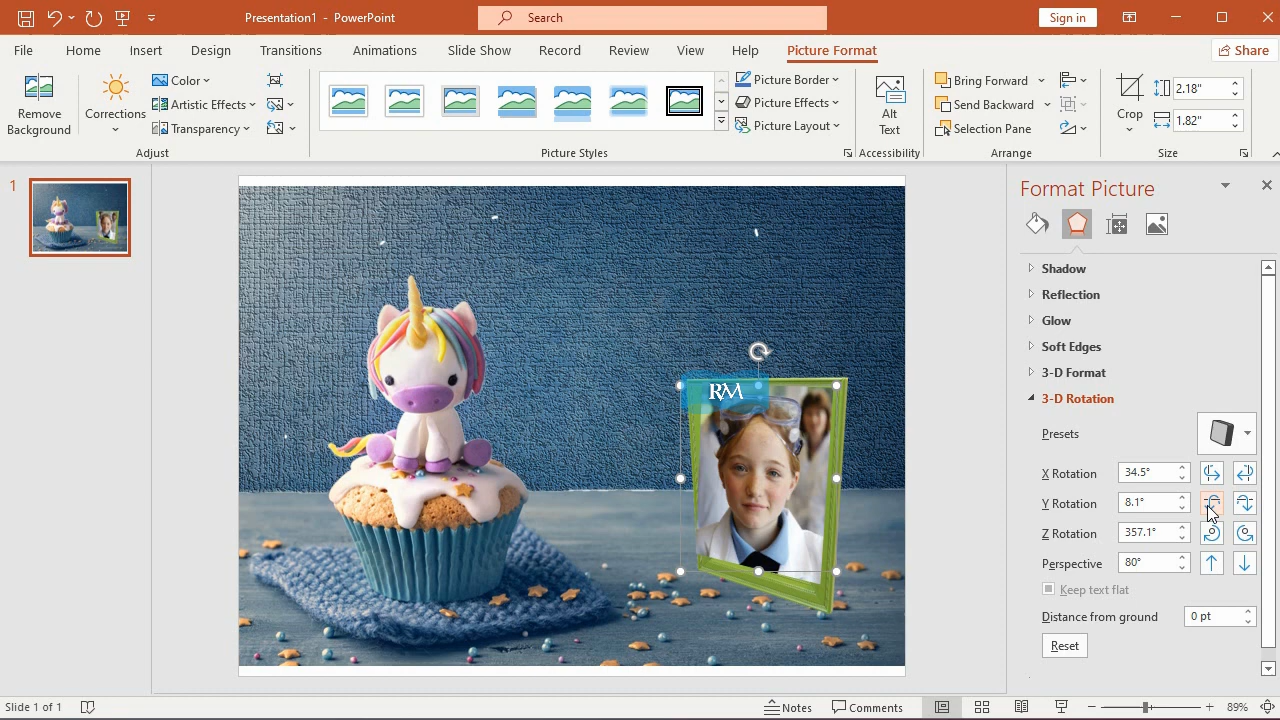 Presentation1 - PowerPoint
Search
Sign in
File Home Insert Design Transitions Animations Slide Show Record Review View Help Picture Format
Share
Remove Background
Corrections
Color
Artistic Effects
Transparency
Adjust
Picture Styles
Picture Border
Picture Effects
Picture Layout
Alt Text
Accessibility
Bring Forward
Send Backward
Selection Pane
Arrange
Crop
2.18"
1.82"
Size
1
RM
Format Picture
Shadow
Reflection
Glow
Soft Edges
3-D Format
3-D Rotation
Presets
X Rotation 34.5°
Y Rotation 8.1°
Z Rotation 357.1°
Perspective 80°
Keep text flat
Distance from ground 0 pt
Reset
Slide 1 of 1
Notes
Comments
89%